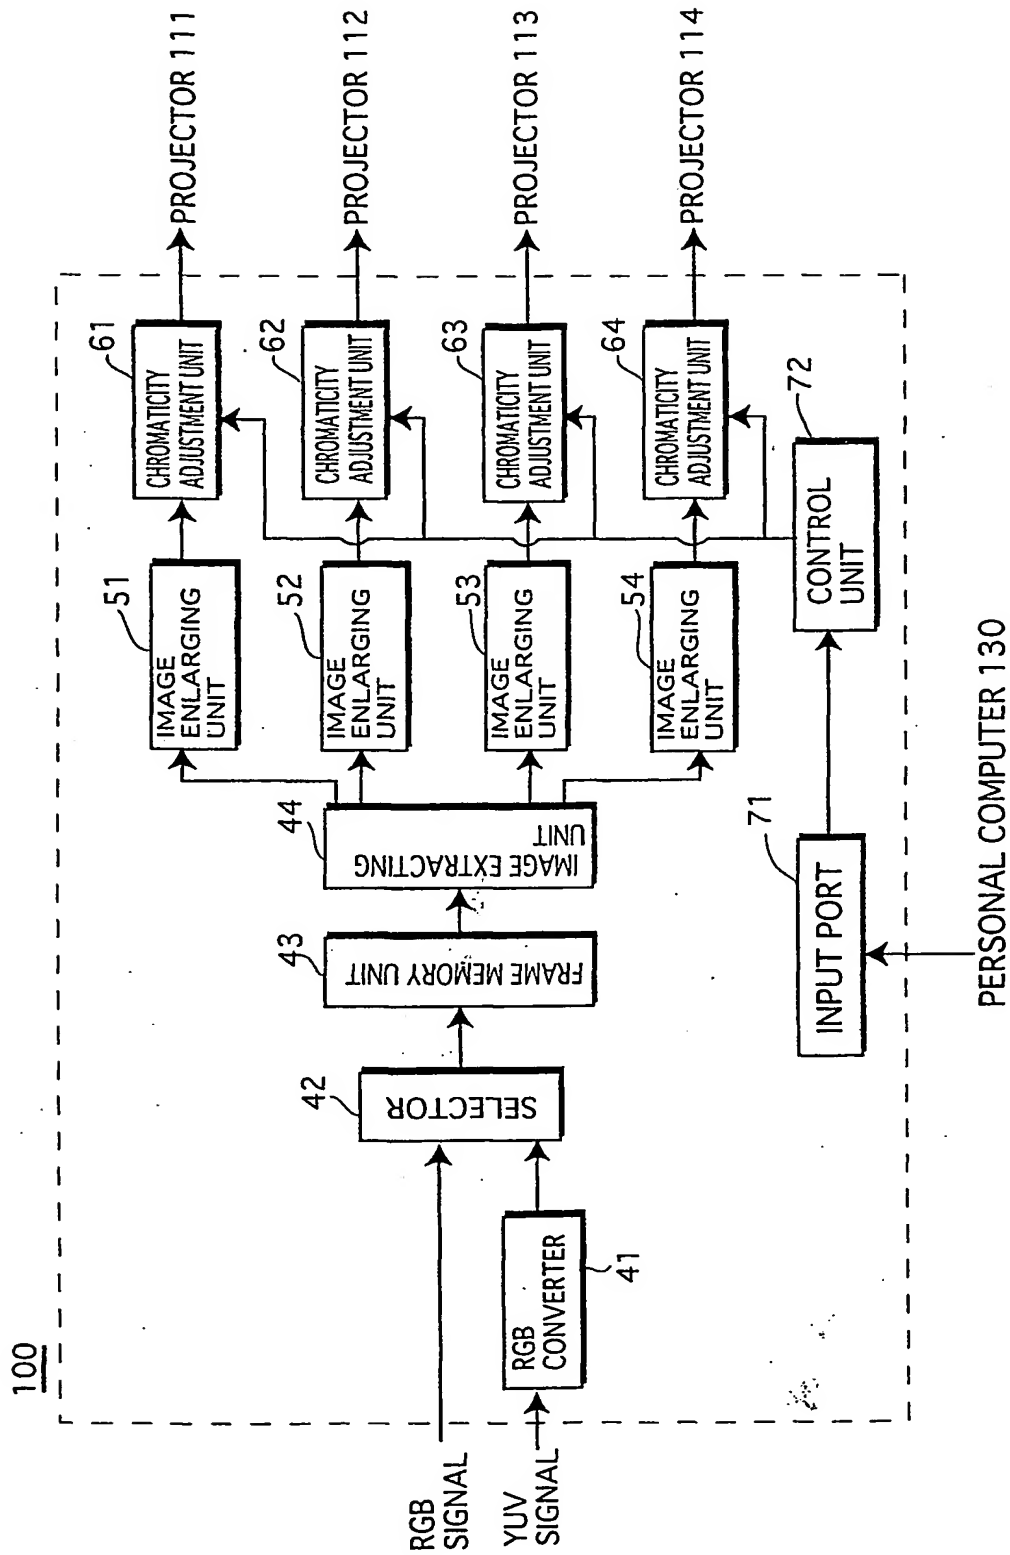 100
RGB
SIGNAL
YUV
SIGNAL
RGB
CONVERTER
41
42
SELECTOR
43
FRAME MEMORY UNIT
44
IMAGE EXTRACTING
UNIT
51
IMAGE
ENLARGING
UNIT
52
IMAGE
ENLARGING
UNIT
53
IMAGE
ENLARGING
UNIT
54
IMAGE
ENLARGING
UNIT
61
CHROMATICITY
ADJUSTMENT UNIT
62
CHROMATICITY
ADJUSTMENT UNIT
63
CHROMATICITY
ADJUSTMENT UNIT
64
CHROMATICITY
ADJUSTMENT UNIT
PROJECTOR 111
PROJECTOR 112
PROJECTOR 113
PROJECTOR 114
71
INPUT PORT
72
CONTROL
UNIT
PERSONAL COMPUTER 130